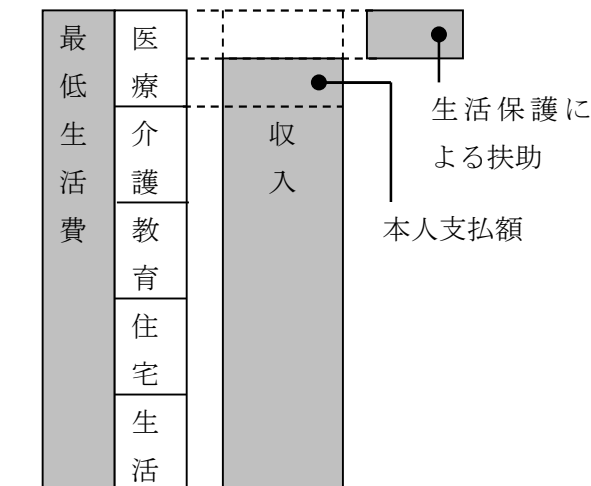 最低生活費
医療
介護
教育
住宅
生活
収入
生活保護に
よる扶助
本人支払額